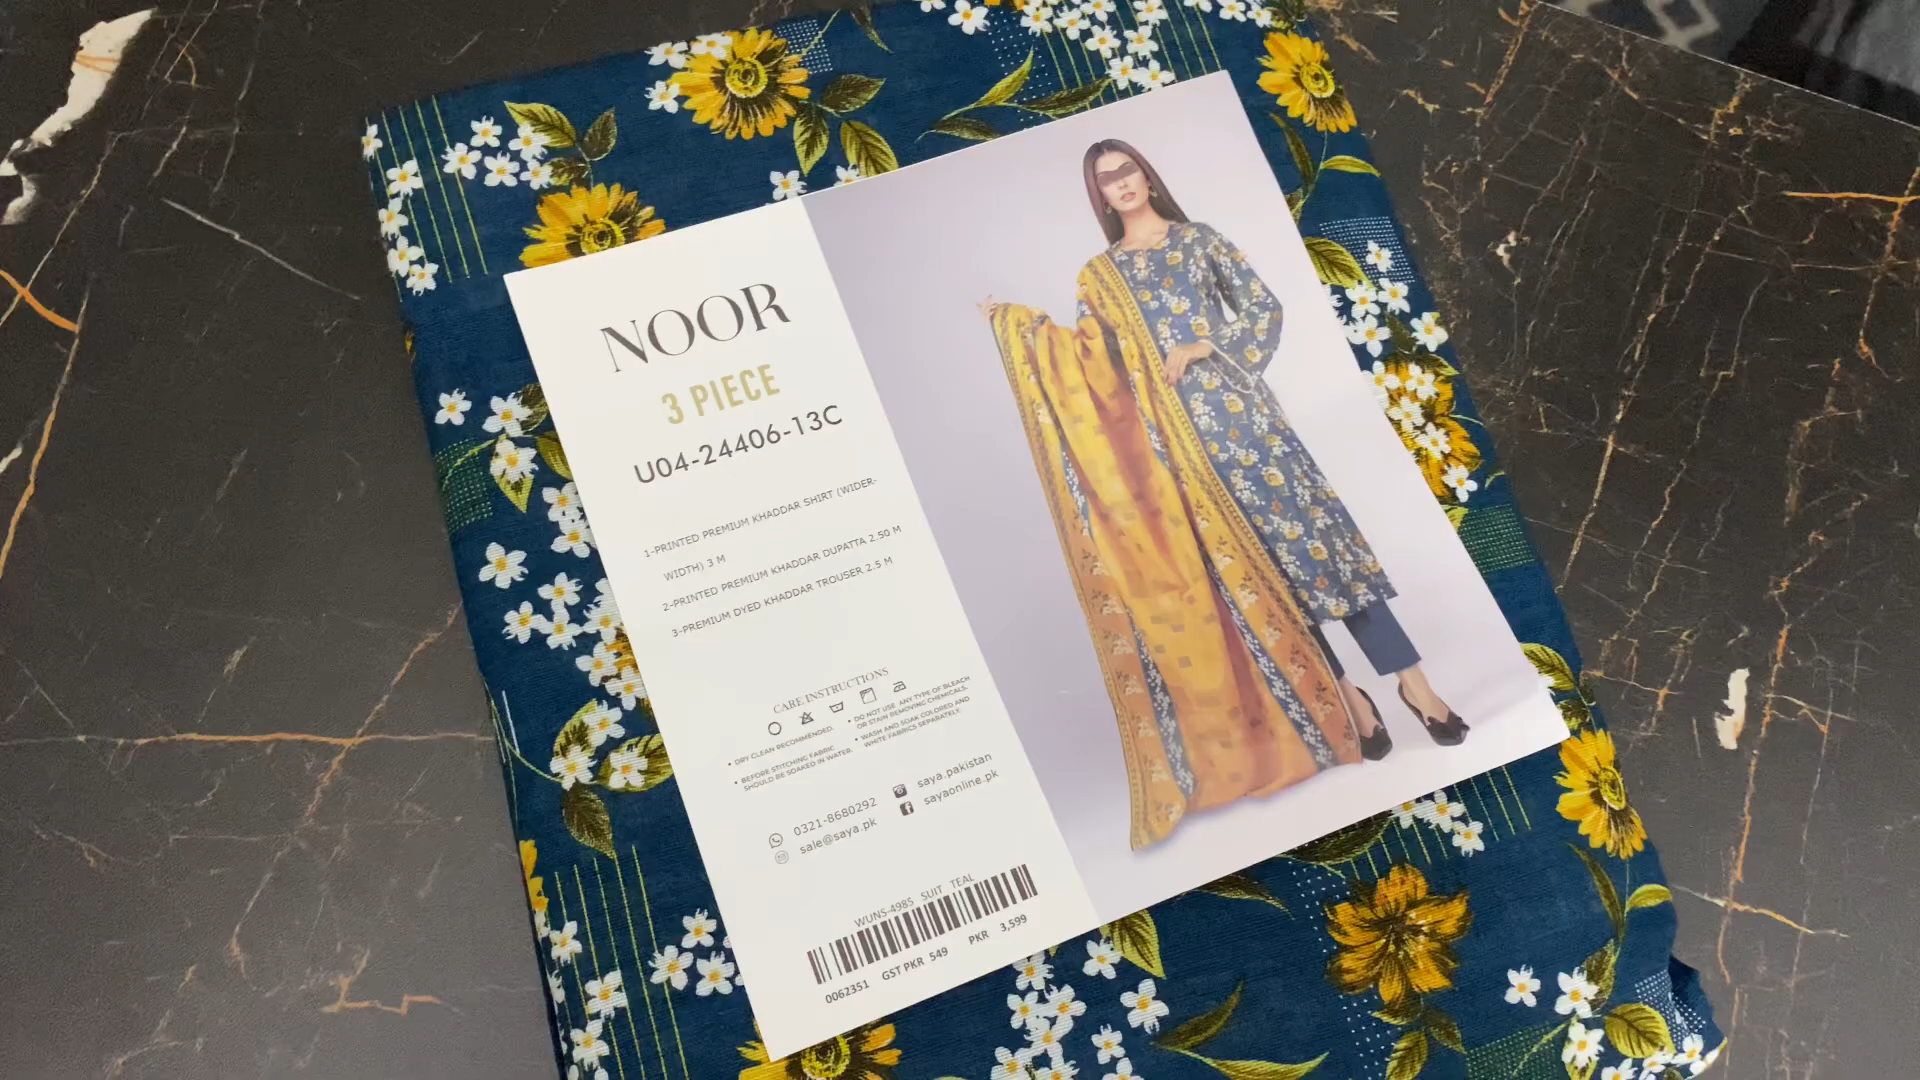 NOOR
3 PIECE
U04-24406-13C
1-PRINTED PREMIUM KHADDAR SHIRT (WIDER-
WIDTH) 3 M
2-PRINTED PREMIUM KHADDAR DUPATTA 2.50 M
3-PREMIUM DYED KHADDAR TROUSER 2.5 M
CARE INSTRUCTIONS
• DRY CLEAN RECOMMENDED.
• BEFORE STITCHING FABRIC
SHOULD BE SOAKED IN WATER.
• DO NOT USE ANY TYPE OF BLEACH
OR STAIN REMOVING CHEMICALS.
• WASH AND SOAK COLORED AND
WHITE FABRICS SEPARATELY.
0321-8680292
sale@saya.pk
saya.pakistan
sayaonline.pk
WUNS-4985 SUIT TEAL
0062351 GST PKR 549 PKR 3,599